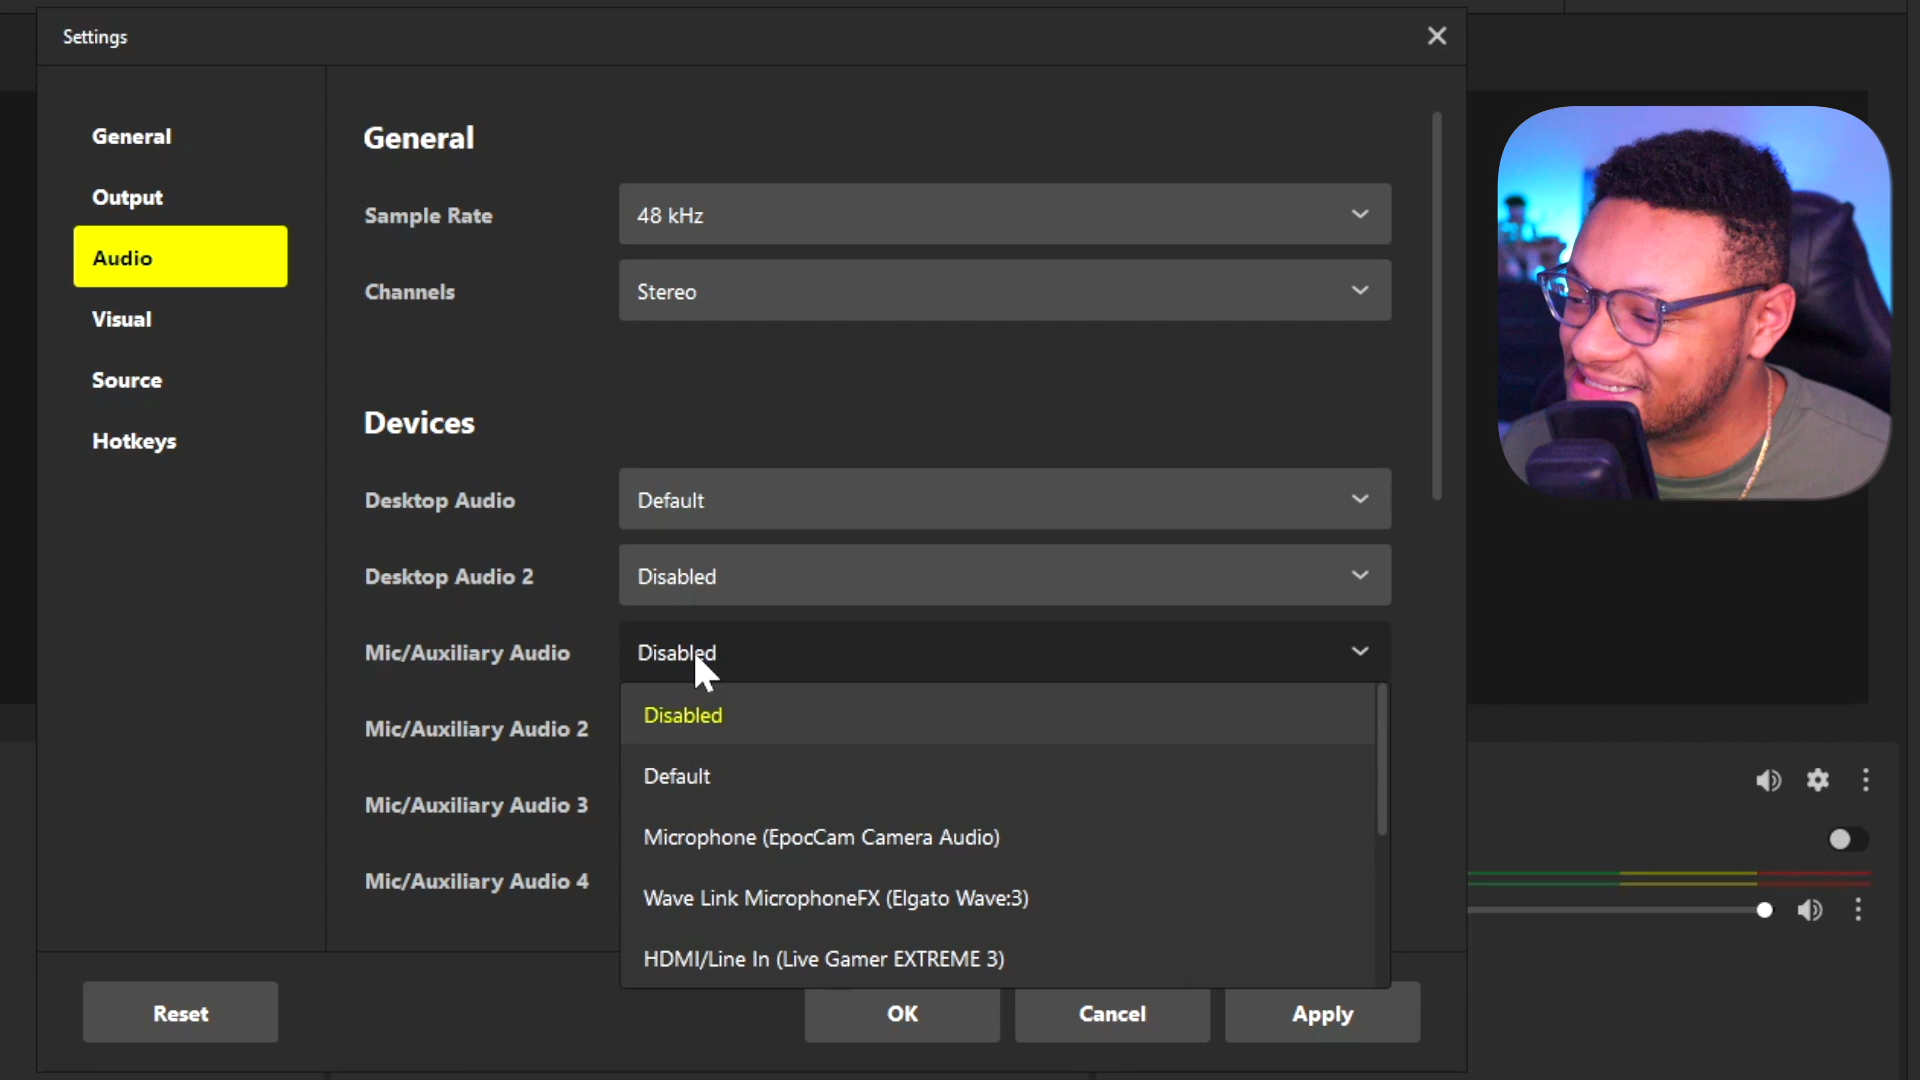 Settings
General
Output
Audio
Visual
Source
Hotkeys
General
Sample Rate
48 kHz
Channels
Stereo
Devices
Desktop Audio
Default
Desktop Audio 2
Disabled
Mic/Auxiliary Audio
Disabled
Mic/Auxiliary Audio 2
Mic/Auxiliary Audio 3
Mic/Auxiliary Audio 4
Disabled
Default
Microphone (EpocCam Camera Audio)
Wave Link MicrophoneFX (Elgato Wave:3)
HDMI/Line In (Live Gamer EXTREME 3)
Reset
OK
Cancel
Apply